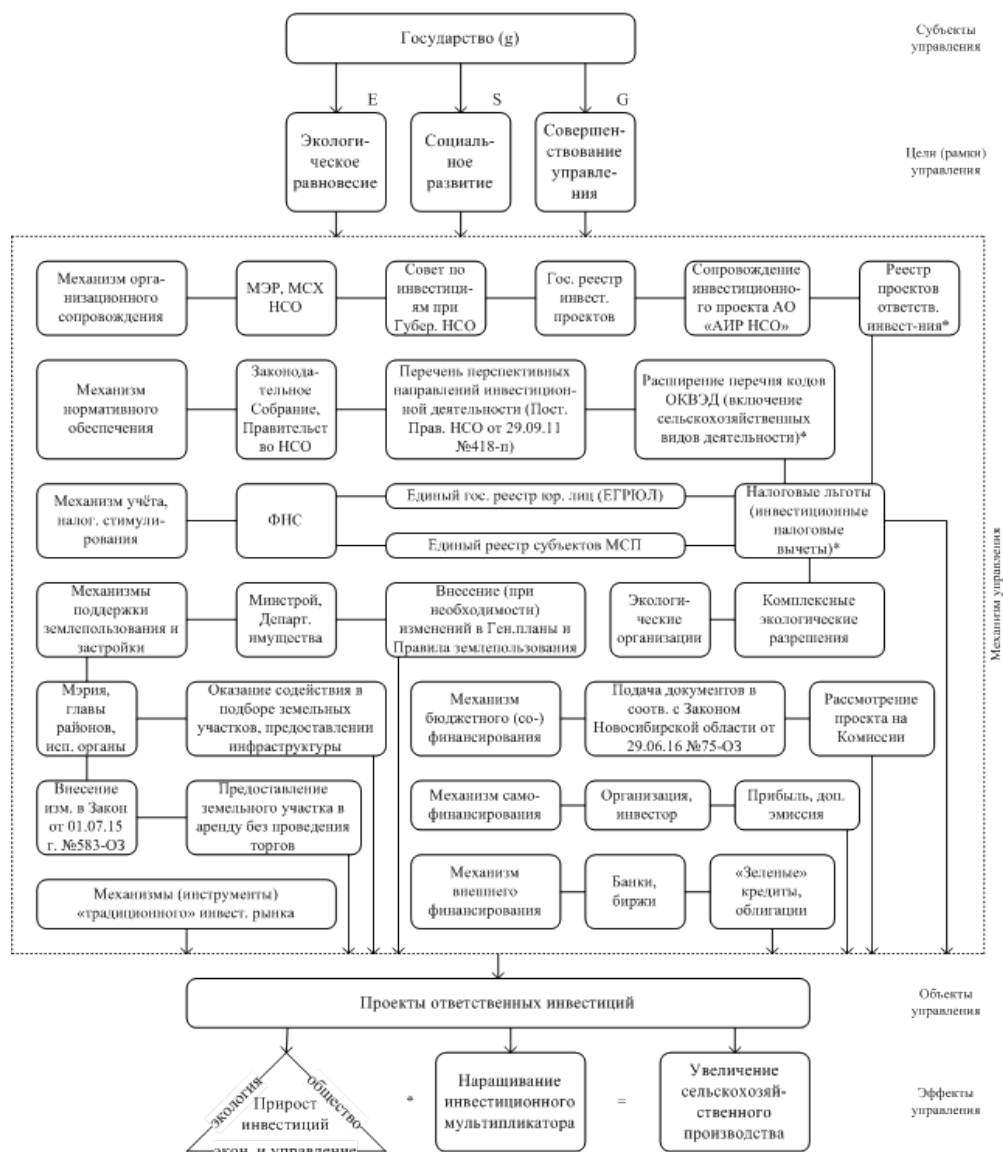 Государство (g)
Субъекты
управления
E
S
G
Экологи-
ческое
равновесие
Социаль-
ное
развитие
Совершен-
ствование
управле-
ния
Цели (рамки)
управления
Механизм орга-
низационного
сопровождения
МЭР, МСХ
НСО
Совет по
инвестици-
ям при
Губер. НСО
Гос. реестр
инвест.
проектов
Сопровождение
инвестиционно-
го проекта АО
«АИР НСО»
Реестр
проектов
ответств.
инвест-ния*
Механизм
нормативного
обеспечения
Законода-
тельное
Собрание,
Правительст
во НСО
Перечень перспективных
направлений инвестицион-
ной деятельности (Пост.
Прав. НСО от 29.09.11
№418-п)
Расширение перечня кодов
ОКВЭД (включение
сельскохозяйственных
видов деятельности)*
Механизм учёта,
налог. стимули-
рования
ФНС
Единый гос. реестр юр. лиц (ЕГРЮЛ)
Единый реестр субъектов МСП
Налоговые льготы
(инвестиционные
налоговые
вычеты)*
Механизмы
поддержки
землепользования и
застройки
Минстрой,
Департ.
имущества
Внесение (при
необходимости)
изменений в Ген.планы и
Правила землепользования
Экологи-
ческие
организации
Комплексные
экологические
разрешения
Механизм управления
Мэрия,
главы
районов,
исп. органы
Оказание содействия в
подборе земельных
участков, предоставлении
инфраструктуры
Механизм
бюджетного (со-)
финансирования
Подача документов в
соотв. с Законом
Новосибирской области от
29.06.16 №75-ОЗ
Рассмотрение
проекта на
Комиссии
Внесение
изм. в Закон
от 01.07.15
г. №583-ОЗ
Предоставление
земельного участка в
аренду без проведения
торгов
Механизм само-
финансирования
Организация,
инвестор
Прибыль, доп.
эмиссия
Механизмы (инструменты)
«традиционного» инвест. рынка
Механизм
внешнего
финансирования
Банки,
биржи
«Зеленые»
кредиты,
облигации
Проекты ответственных инвестиций
Объекты
управления
экология
общество
Прирост
инвестиций
экон. и управление
*
Наращивание
инвестиционного
мультипликатора
=
Увеличение
сельскохозяй-
ственного
производства
Эффекты
управления